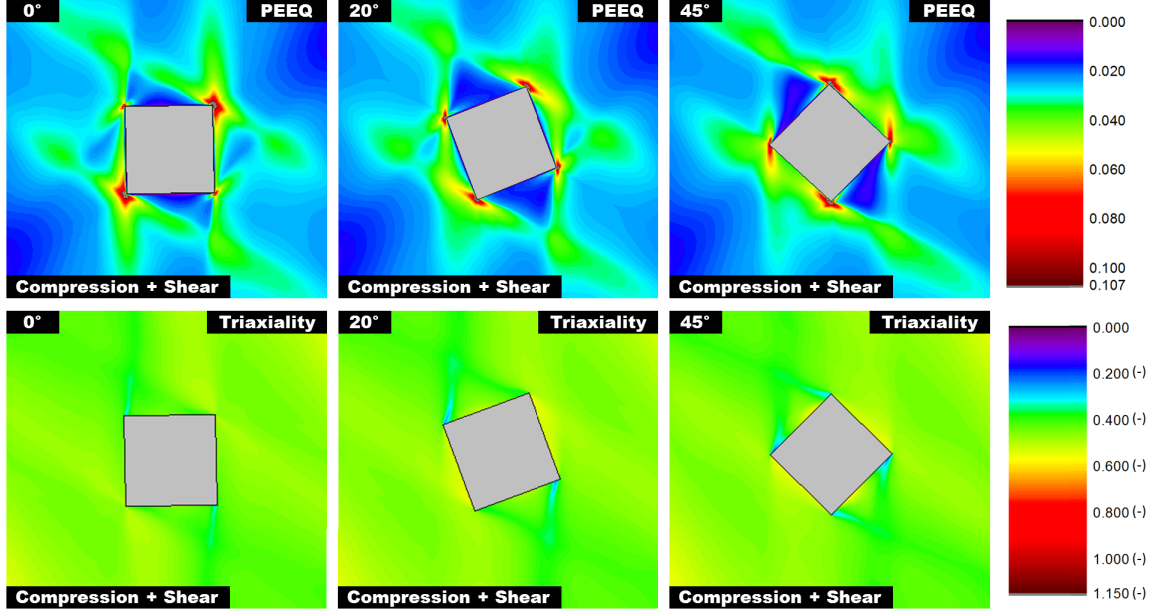 0° PEEQ
20° PEEQ
45° PEEQ
Compression + Shear
Compression + Shear
Compression + Shear
0.000
0.020
0.040
0.060
0.080
0.100
0.107
0° Triaxiality
20° Triaxiality
45° Triaxiality
Compression + Shear
Compression + Shear
Compression + Shear
0.000
0.200 (-)
0.400 (-)
0.600 (-)
0.800 (-)
1.000 (-)
1.150 (-)